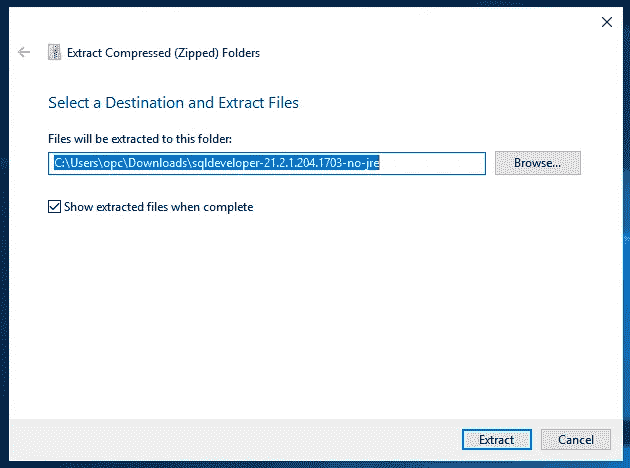 Extract Compressed (Zipped) Folders
Select a Destination and Extract Files
Files will be extracted to this folder:
C:\Users\opc\Downloads\sqldeveloper-21.2.1.204.1703-no-jre
Browse...
Show extracted files when complete
Extract
Cancel